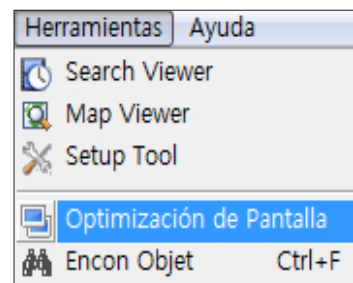 Herramientas Ayuda
Search Viewer
Map Viewer
Setup Tool
Optimización de Pantalla
Encon Objet Ctrl+F